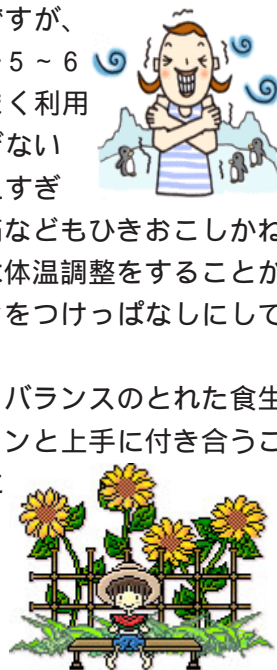 ですが、
5～6
く利用
ない
すぎ
などもひきおこしかね
体温調整をすることか
をつけっぱなしにして
バランスのとれた食生
ンと上手に付き合うこ